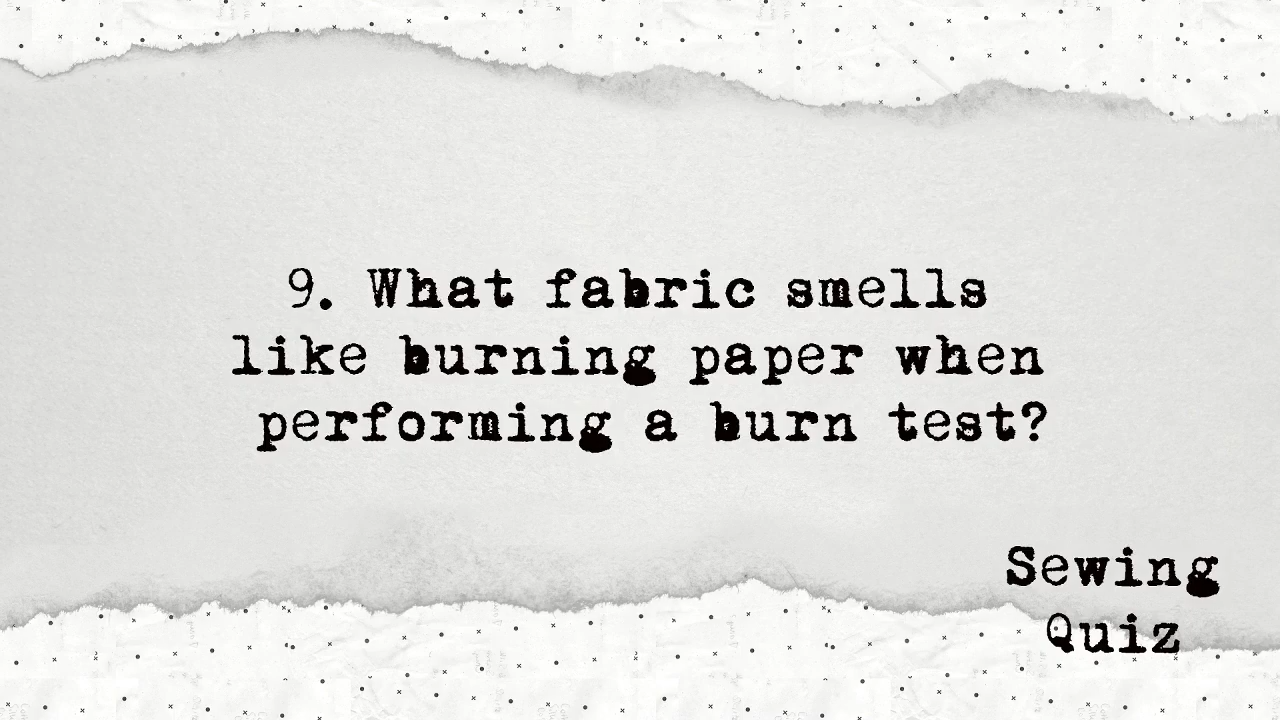 9. What fabric smells
like burning paper when
performing a burn test?
Sewing
Quiz